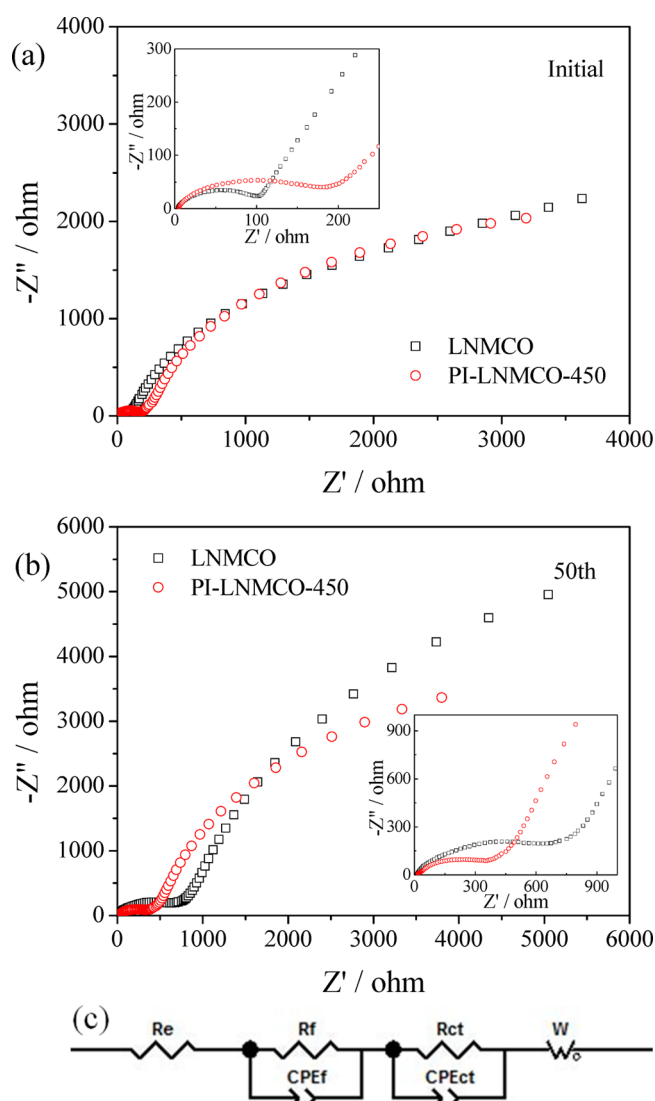 (a)
Initial
4000
3000
2000
1000
0
-Z" / ohm
300
200
100
50
0
-Z" / ohm
0
100
200
Z' / ohm
LNMCO
PI-LNMCO-450
0
1000
2000
3000
4000
Z' / ohm
(b)
50th
LNMCO
PI-LNMCO-450
6000
5000
4000
3000
2000
1000
0
-Z" / ohm
900
600
300
0
-Z" / ohm
0
300
600
900
Z' / ohm
0
1000
2000
3000
4000
5000
6000
Z' / ohm
(c)
Re
Rf
Rct
W
CPEf
CPEct